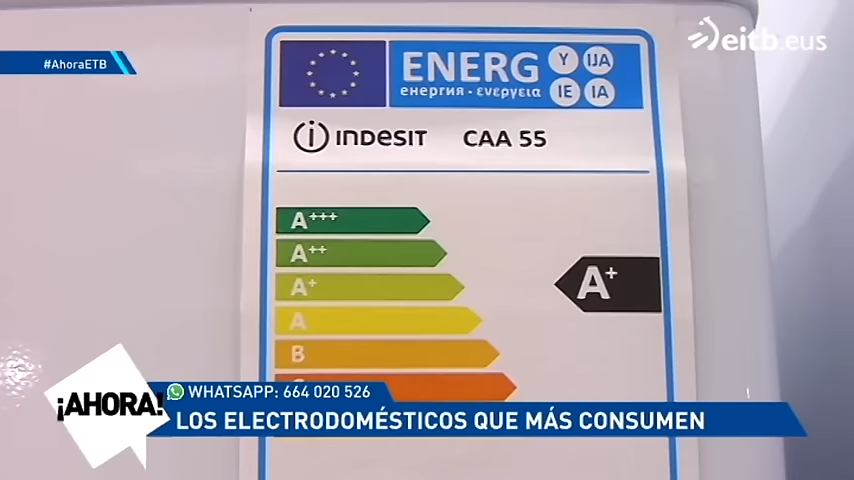 eitb.eus
#AhoraETB
ENERG
Y IJA
IE IA
енергия · ενεργεια
INDESIT CAA 55
A+++
A++
A+
A+
A
B
WHATSAPP: 664 020 526
¡AHORA!
LOS ELECTRODOMÉSTICOS QUE MÁS CONSUMEN